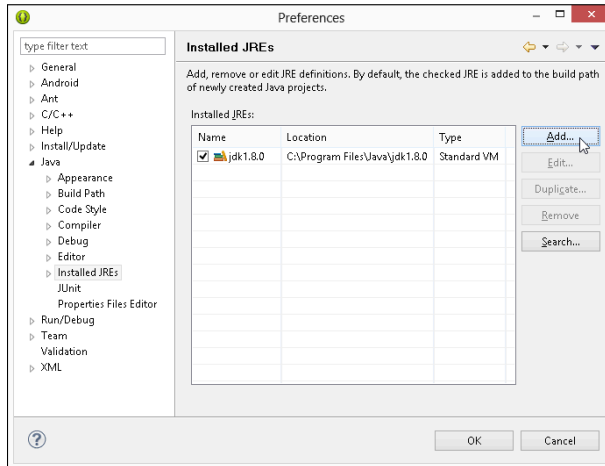 Preferences
type filter text
General
Android
Ant
C/C++
Help
Install/Update
Java
Appearance
Build Path
Code Style
Compiler
Debug
Editor
Installed JREs
JUnit
Properties Files Editor
Run/Debug
Team
Validation
XML
Installed JREs
Add, remove or edit JRE definitions. By default, the checked JRE is added to the build path
of newly created Java projects.
Installed JREs:
Name Location Type
jdk1.8.0 C:\Program Files\Java\jdk1.8.0 Standard VM
Add...
Edit...
Duplicate...
Remove
Search...
OK Cancel